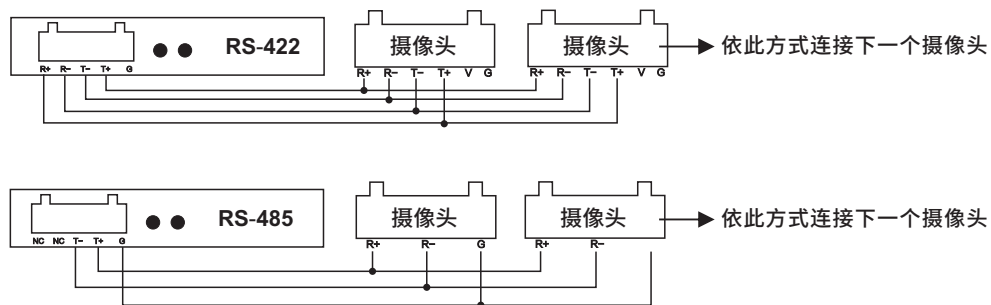 RS-422
摄像头
摄像头
依此方式连接下一个摄像头
R+ R− T− T+ G
R+ R− T− T+ V G
R+ R− T− T+ V G
RS-485
摄像头
摄像头
依此方式连接下一个摄像头
NC NC T− T+ G
R+ R− G
R+ R−